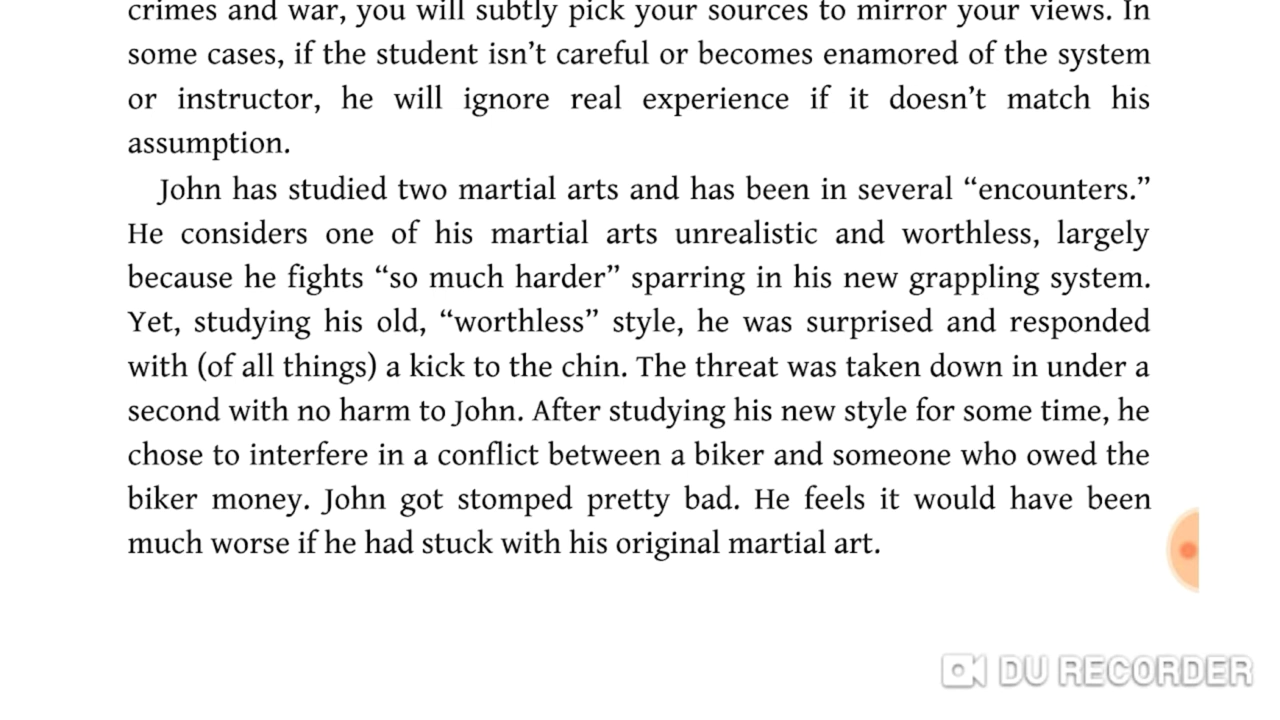 crimes and war, you will subtly pick your sources to mirror your views. In
some cases, if the student isn’t careful or becomes enamored of the system
or instructor, he will ignore real experience if it doesn’t match his
assumption.
John has studied two martial arts and has been in several “encounters.”
He considers one of his martial arts unrealistic and worthless, largely
because he fights “so much harder” sparring in his new grappling system.
Yet, studying his old, “worthless” style, he was surprised and responded
with (of all things) a kick to the chin. The threat was taken down in under a
second with no harm to John. After studying his new style for some time, he
chose to interfere in a conflict between a biker and someone who owed the
biker money. John got stomped pretty bad. He feels it would have been
much worse if he had stuck with his original martial art.
DU RECORDER